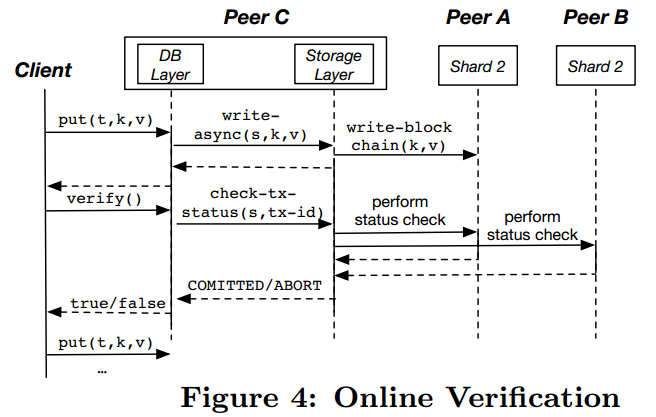 Peer C
Peer A
Peer B
Client
DB
Layer
Storage
Layer
Shard 2
Shard 2
put(t,k,v)
write-
async(s,k,v)
write-block
chain(k,v)
verify()
check-tx-
status(s,tx-id)
perform
status check
perform
status check
COMITTED/ABORT
true/false
put(t,k,v)
...
Figure 4: Online Verification